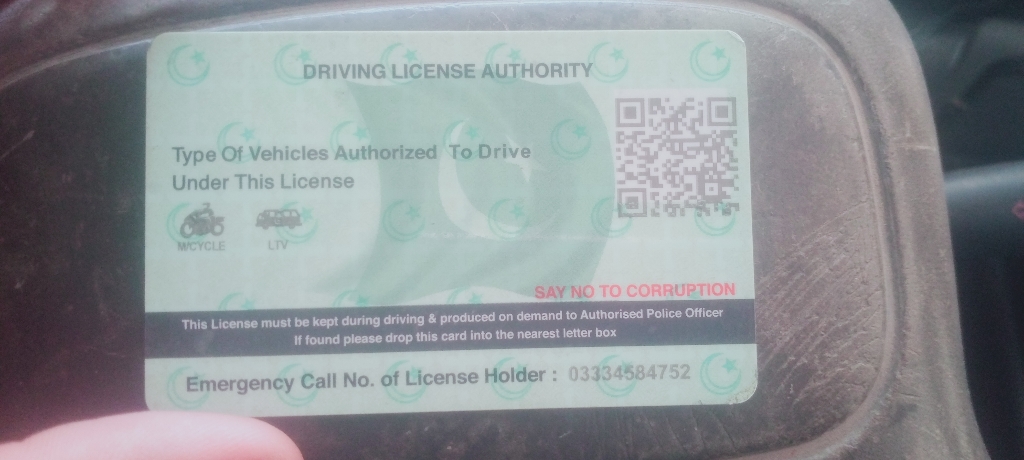 DRIVING LICENSE AUTHORITY
Type Of Vehicles Authorized To Drive
Under This License
M/CYCLE LTV
SAY NO TO CORRUPTION
This License must be kept during driving & produced on demand to Authorised Police Officer
If found please drop this card into the nearest letter box
Emergency Call No. of License Holder : 03334584752